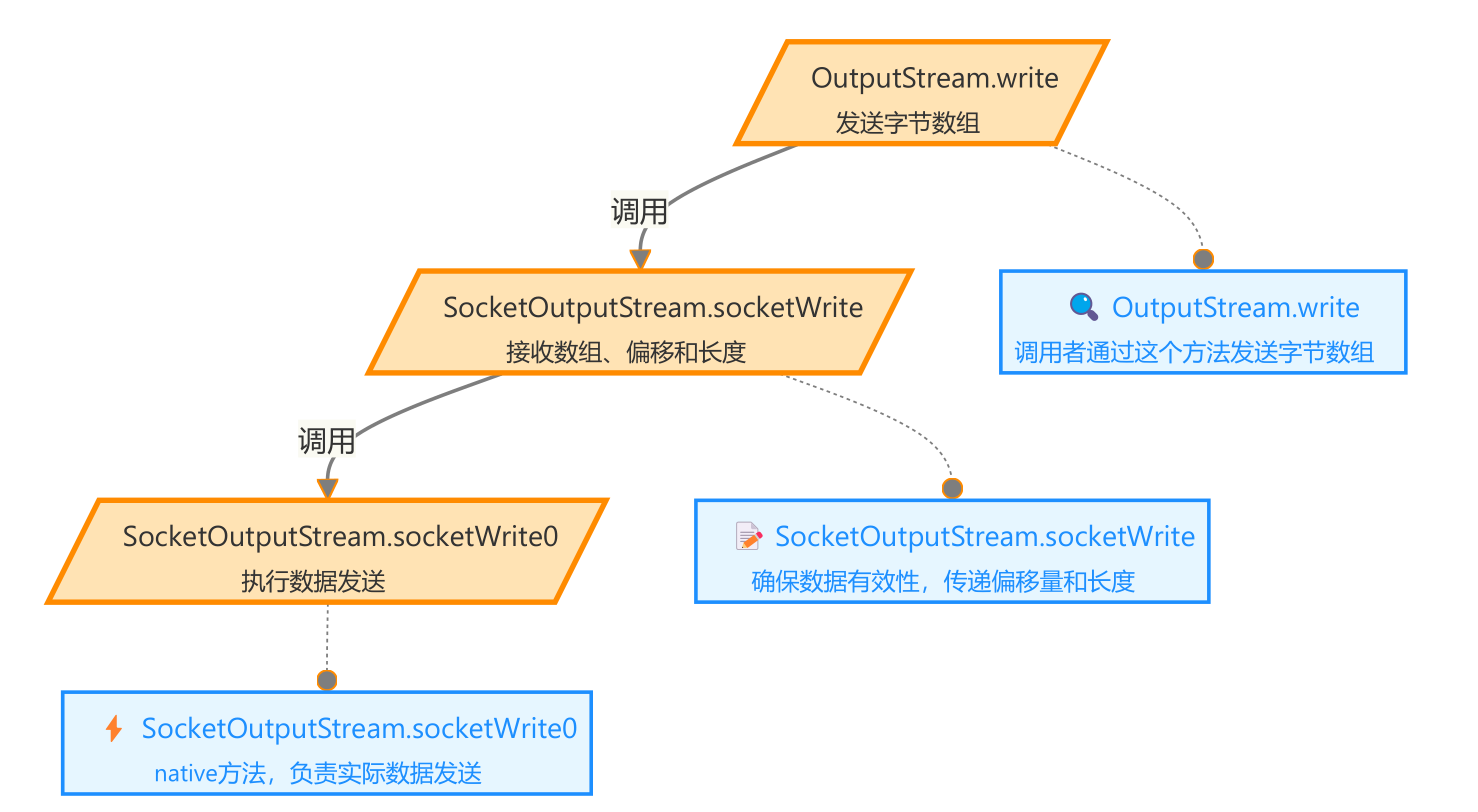 OutputStream.write
发送字节数组
调用
SocketOutputStream.socketWrite
接收数组、偏移和长度
OutputStream.write
调用者通过这个方法发送字节数组
调用
SocketOutputStream.socketWrite0
执行数据发送
SocketOutputStream.socketWrite
确保数据有效性，传递偏移量和长度
SocketOutputStream.socketWrite0
native方法，负责实际数据发送